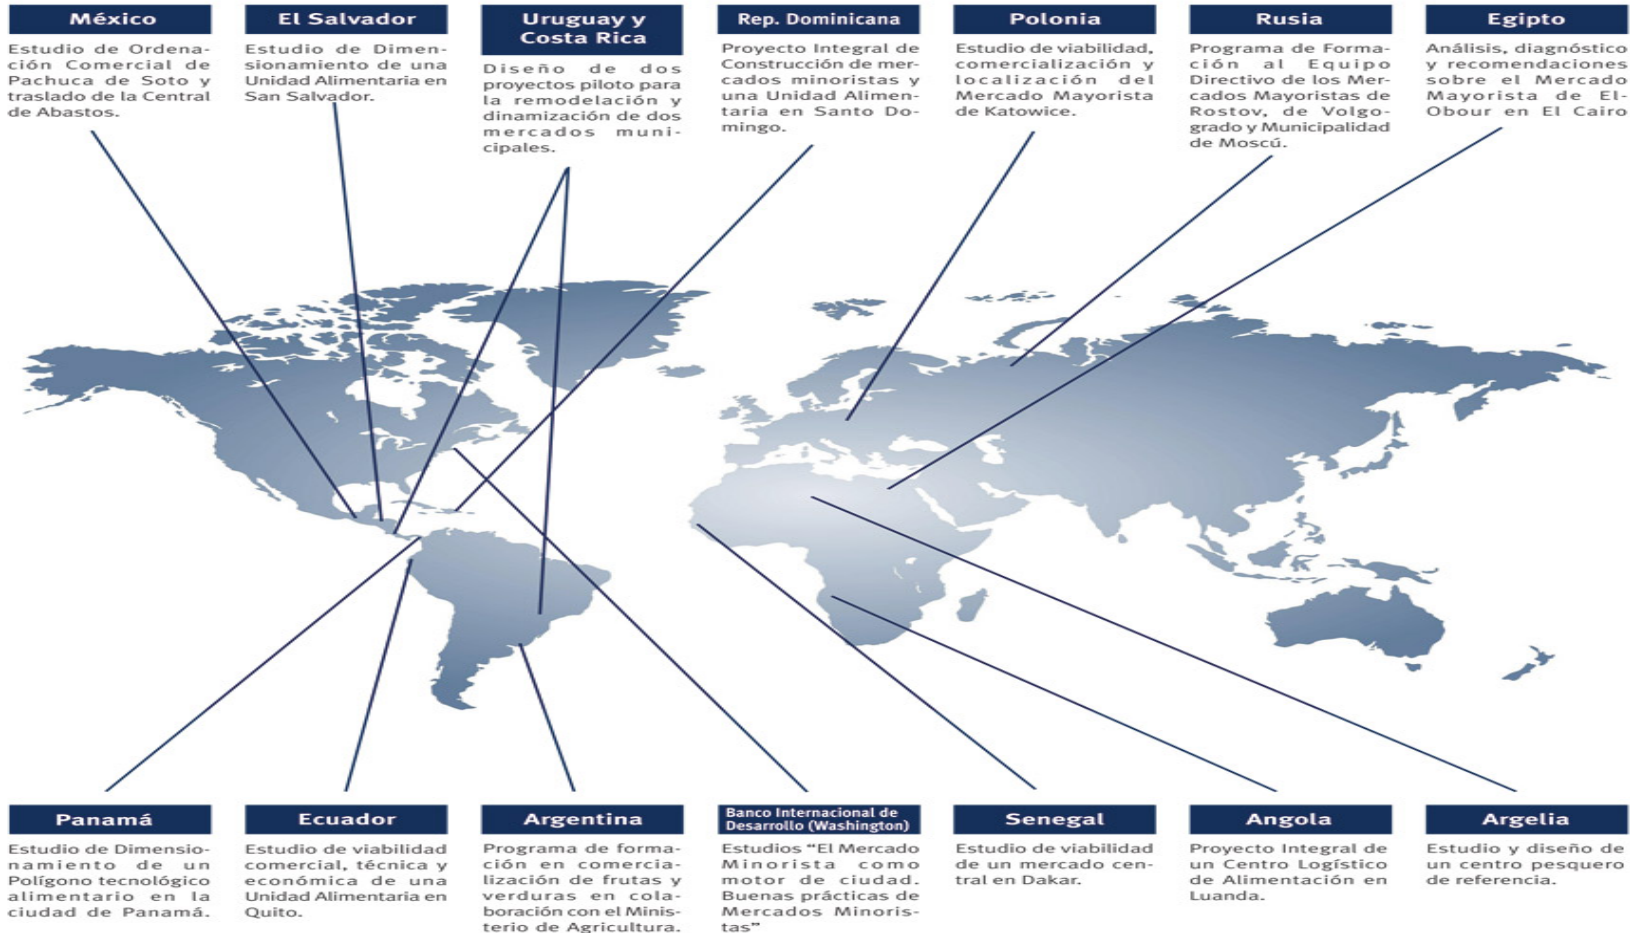 México
Estudio de Ordena-
ción Comercial de
Pachuca de Soto y
traslado de la Central
de Abastos.
El Salvador
Estudio de Dimen-
sionamiento de una
Unidad Alimentaria en
San Salvador.
Uruguay y
Costa Rica
Diseño de dos
proyectos piloto para
la remodelación y
dinamización de dos
mercados muni-
cipales.
Rep. Dominicana
Proyecto Integral de
Construcción de mer-
cados minoristas y
una Unidad Alimen-
taria en Santo Do-
mingo.
Polonia
Estudio de viabilidad,
comercialización y
localización del
Mercado Mayorista
de Katowice.
Rusia
Programa de Forma-
ción al Equipo
Directivo de los Mer-
cados Mayoristas de
Rostov, de Volgo-
grado y Municipalidad
de Moscú.
Egipto
Análisis, diagnóstico
y recomendaciones
sobre el Mercado
Mayorista de El-
Obour en El Cairo
Panamá
Estudio de Dimensio-
namiento de un
Polígono tecnológico
alimentario en la
ciudad de Panamá.
Ecuador
Estudio de viabilidad
comercial, técnica y
económica de una
Unidad Alimentaria en
Quito.
Argentina
Programa de forma-
ción en comercia-
lización de frutas y
verduras en cola-
boración con el Minis-
terio de Agricultura.
Banco Internacional de
Desarrollo (Washington)
Estudios "El Mercado
Minorista como
motor de ciudad.
Buenas prácticas de
Mercados Minoris-
tas"
Senegal
Estudio de viabilidad
de un mercado cen-
tral en Dakar.
Angola
Proyecto Integral de
un Centro Logístico
de Alimentación en
Luanda.
Argelia
Estudio y diseño de
un centro pesquero
de referencia.